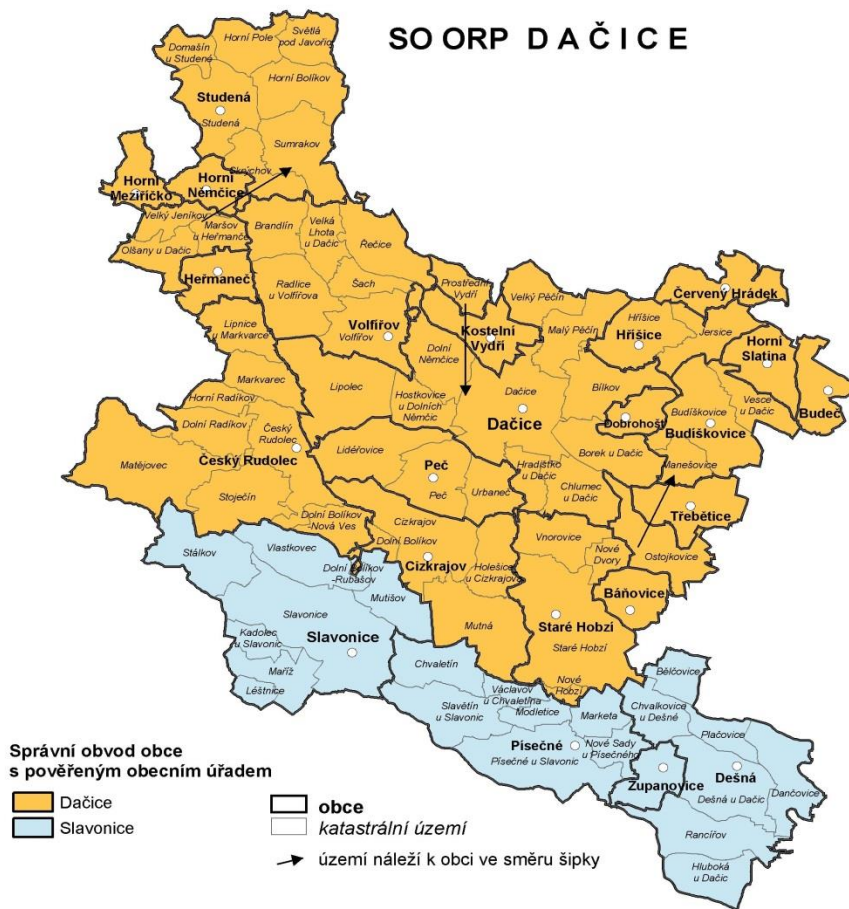 SO ORP DAČICE
Domašín
u Studené
Horní Pole
Světlá
pod Javořic
Horní Bolíkov
Studená
Studená
Sumrakov
Skrýchov
Horní
Meziříčko
Horní
Němčice
Velký Jeníkov
Maršov
u Heřmanče
Olšany u Dačic
Heřmaneč
Brandlín
Velká
Lhota
u Dačic
Řečice
Radlice
u Volfířova
Šach
Volfířov
Volfířov
Prostřední
Vydří
Kostelní
Vydří
Velký Pěčín
Malý Pěčín
Hříšice
Hříšice
Červený Hrádek
Jersice
Horní
Slatina
Budeč
Lipnice
u Markvarce
Markvarec
Horní Radíkov
Dolní Radíkov
Český
Rudolec
Český Rudolec
Matějovec
Stoječín
Dolní Bolíkov
-Nová Ves
Lipolec
Dolní
Němčice
Hostkovice
u Dolních
Němčic
Dačice
Dačice
Bílkov
Dobrohošť
Budíškovice
Budíškovice
Vesce
u Dačic
Manešovice
Lidéřovice
Peč
Peč
Urbaneč
Hradišťko
u Dačic
Borek u Dačic
Chlumec
u Dačic
Třebětice
Ostojkovice
Cizkrajov
Dolní Bolíkov
Cizkrajov
Holešice
u Cizkrajova
Mutná
Vnorovice
Nové
Dvory
Báňovice
Staré Hobzí
Staré Hobzí
Nové
Hobzí
Stálkov
Vlastkovec
Dolní Bolíkov
-Rubašov
Mutišov
Slavonice
Slavonice
Kadolec
u Slavonic
Maříž
Léštnice
Chvaletín
Václavov
u Chvaletína
Modletice
Slavětín
u Slavonic
Marketa
Písečné
Písečné u Slavonic
Nové Sady
u Písečného
Bělčovice
Chvalkovice
u Dešné
Plačovice
Županovice
Dešná
Dešná u Dačic
Dančovice
Rancířov
Hluboká
u Dačic
Správní obvod obce
s pověřeným obecním úřadem
Dačice
Slavonice
obce
katastrální území
území náleží k obci ve směru šipky